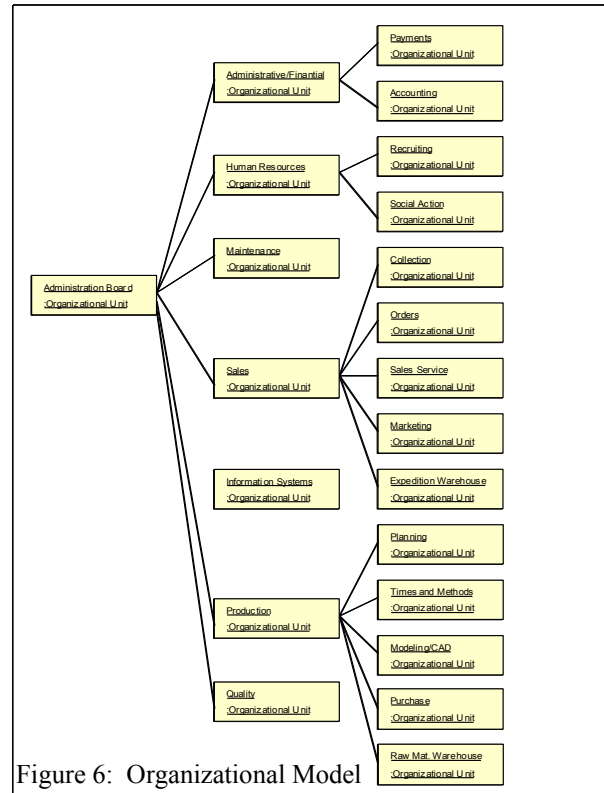 Payments
:Organizational Unit
Administrative/Finantial
:Organizational Unit
Accounting
:Organizational Unit
Recruiting
:Organizational Unit
Human Resources
:Organizational Unit
Social Action
:Organizational Unit
Maintenance
:Organizational Unit
Collection
:Organizational Unit
Administration Board
:Organizational Unit
Orders
:Organizational Unit
Sales
:Organizational Unit
Sales Service
:Organizational Unit
Marketing
:Organizational Unit
Information Systems
:Organizational Unit
Expedition Warehouse
:Organizational Unit
Planning
:Organizational Unit
Times and Methods
:Organizational Unit
Production
:Organizational Unit
Modeling/CAD
:Organizational Unit
Quality
:Organizational Unit
Purchase
:Organizational Unit
Raw Mat. Warehouse
:Organizational Unit
Figure 6: Organizational Model